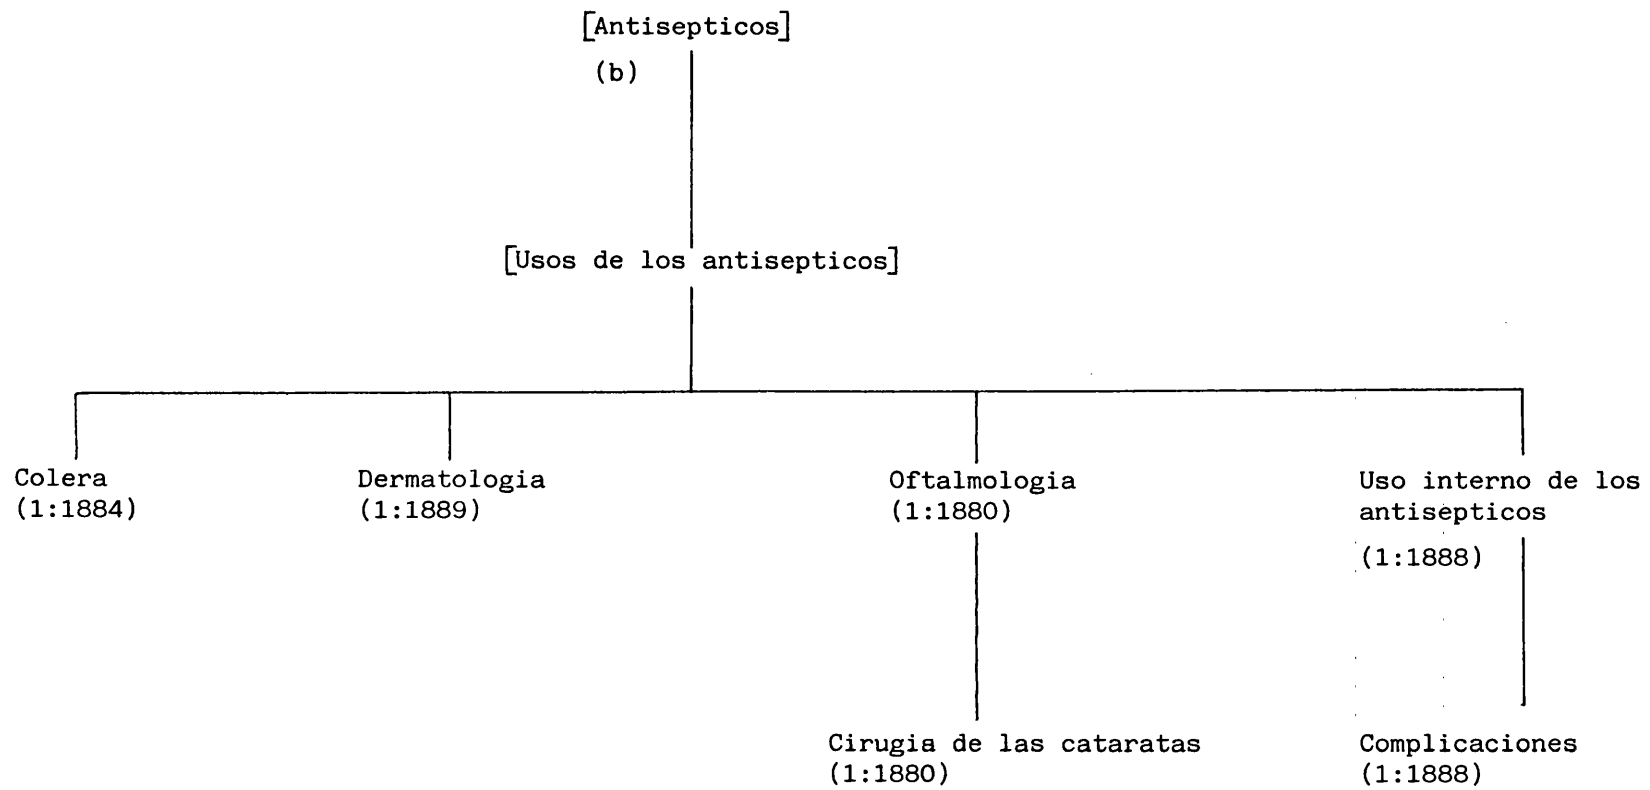 [Antisepticos]
(b)
[Usos de los antisepticos]
Colera
(1:1884)
Dermatologia
(1:1889)
Oftalmologia
(1:1880)
Uso interno de los
antisepticos
(1:1888)
Cirugia de las cataratas
(1:1880)
Complicaciones
(1:1888)